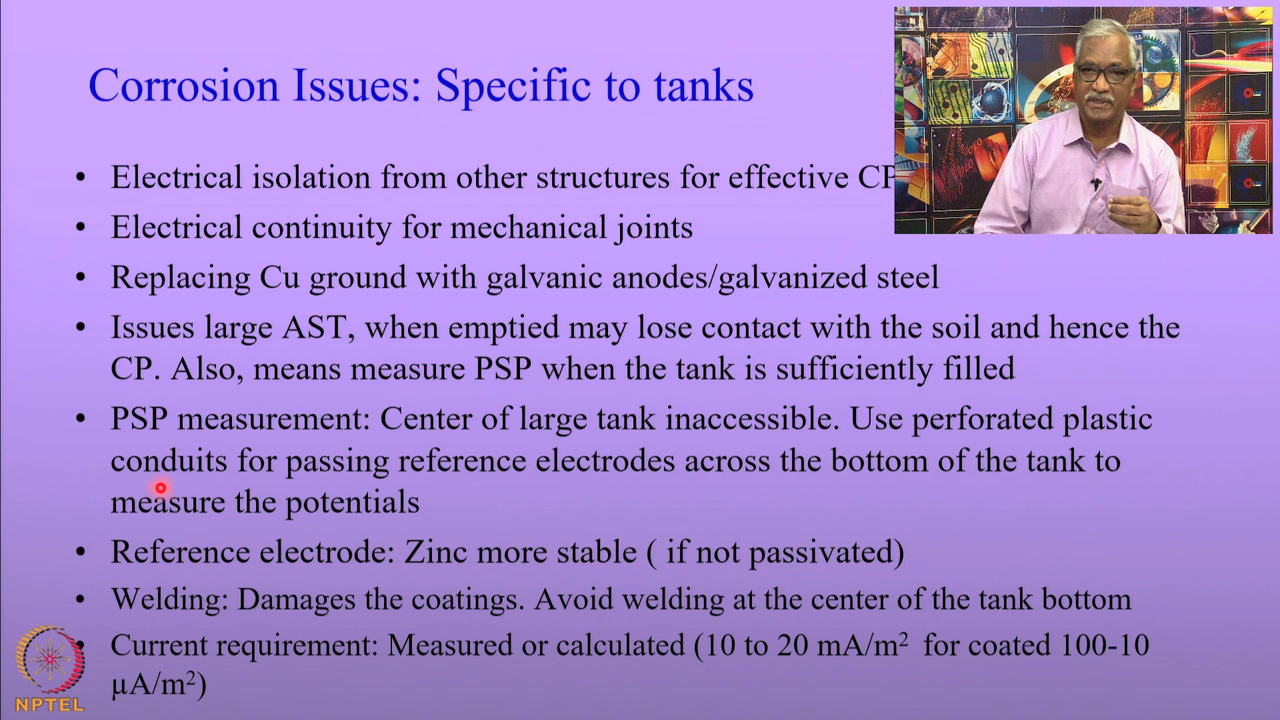 Corrosion Issues: Specific to tanks
• Electrical isolation from other structures for effective CP
• Electrical continuity for mechanical joints
• Replacing Cu ground with galvanic anodes/galvanized steel
• Issues large AST, when emptied may lose contact with the soil and hence the
CP. Also, means measure PSP when the tank is sufficiently filled
• PSP measurement: Center of large tank inaccessible. Use perforated plastic
conduits for passing reference electrodes across the bottom of the tank to
measure the potentials
• Reference electrode: Zinc more stable ( if not passivated)
• Welding: Damages the coatings. Avoid welding at the center of the tank bottom
• Current requirement: Measured or calculated (10 to 20 mA/m² for coated 100-10
µA/m²)
NPTEL